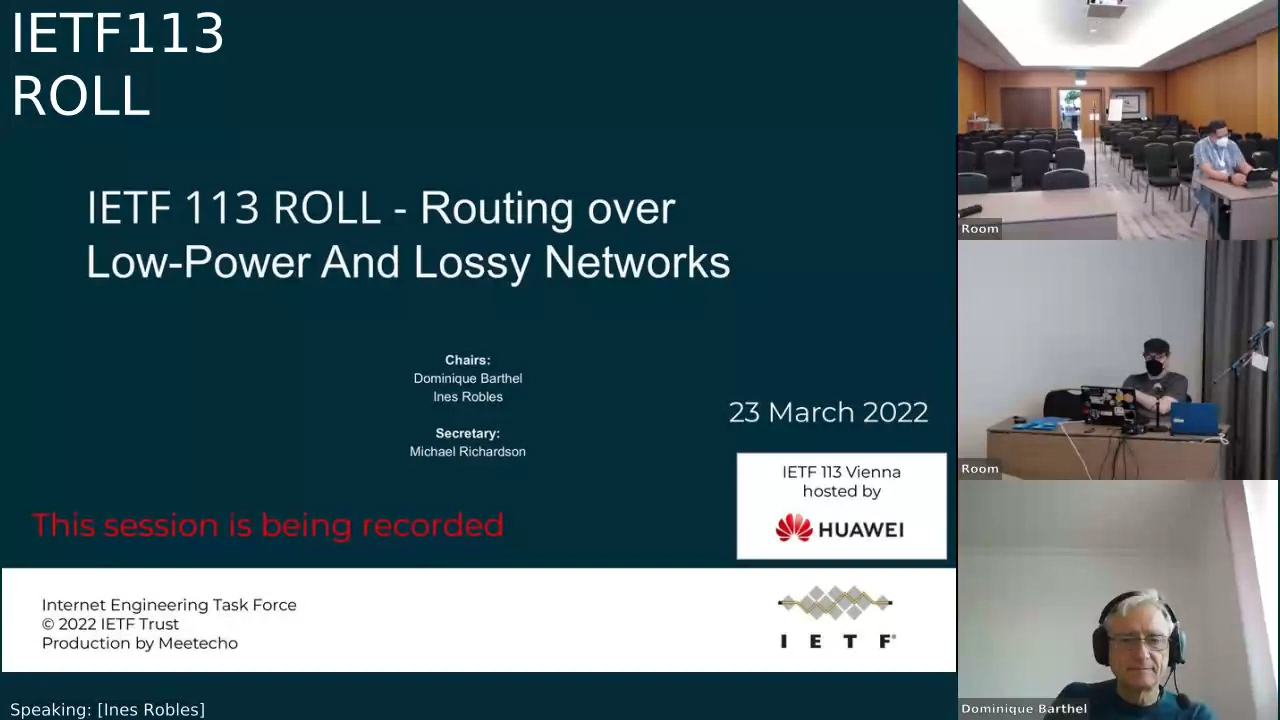 IETF113
ROLL
IETF 113 ROLL - Routing over
Low-Power And Lossy Networks
Chairs:
Dominique Barthel
Ines Robles
Secretary:
Michael Richardson
23 March 2022
IETF 113 Vienna
hosted by
HUAWEI
This session is being recorded
Internet Engineering Task Force
© 2022 IETF Trust
Production by Meetecho
I E T F®
Speaking: [Ines Robles]
Room
Room
Dominique Barthel